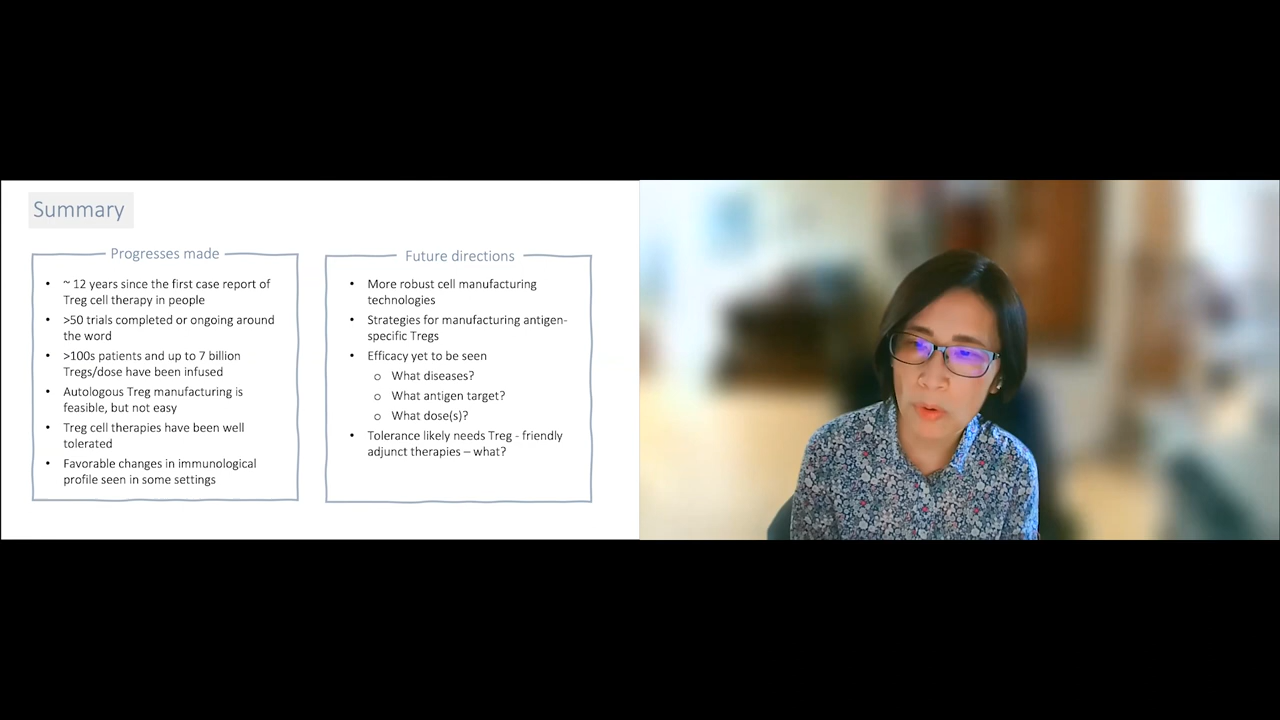 Summary
Progresses made
• ~ 12 years since the first case report of
Treg cell therapy in people
• >50 trials completed or ongoing around
the word
• >100s patients and up to 7 billion
Tregs/dose have been infused
• Autologous Treg manufacturing is
feasible, but not easy
• Treg cell therapies have been well
tolerated
• Favorable changes in immunological
profile seen in some settings
Future directions
• More robust cell manufacturing
technologies
• Strategies for manufacturing antigen-
specific Tregs
• Efficacy yet to be seen
o What diseases?
o What antigen target?
o What dose(s)?
• Tolerance likely needs Treg - friendly
adjunct therapies – what?